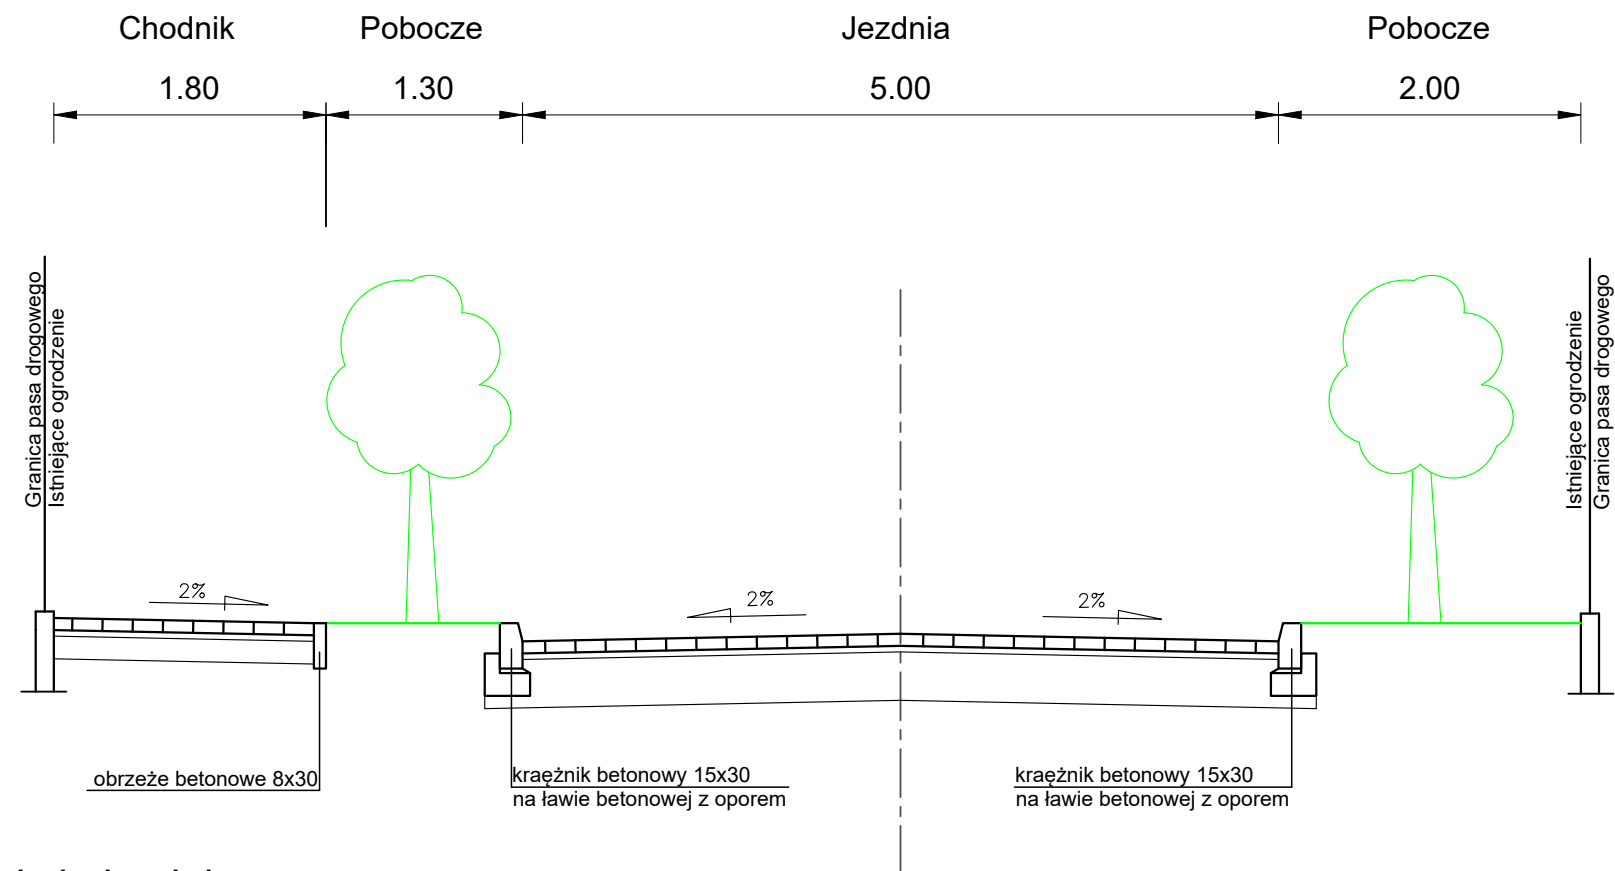 Chodnik Pobocze Jezdnia Pobocze
1.80 1.30 5.00 2.00
Granica pasa drogowego
Istniejące ogrodzenie
Istniejące ogrodzenie
Granica pasa drogowego
2% 2% 2%
obrzeże betonowe 8x30
kraężnik betonowy 15x30
na ławie betonowej z oporem
kraężnik betonowy 15x30
na ławie betonowej z oporem